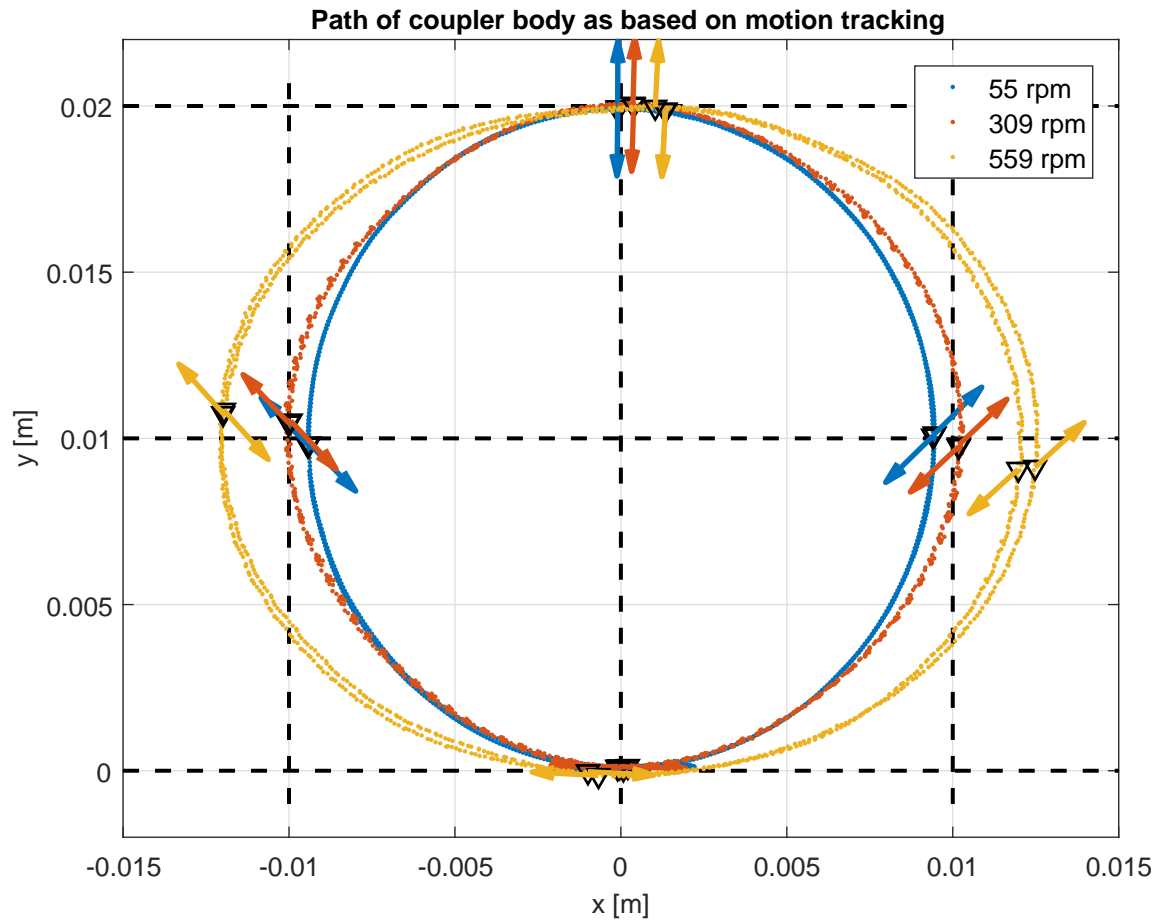 Path of coupler body as based on motion tracking
55 rpm
309 rpm
559 rpm
0.02
0.015
0.01
0.005
0
y [m]
-0.015 -0.01 -0.005 0 0.005 0.01 0.015
x [m]